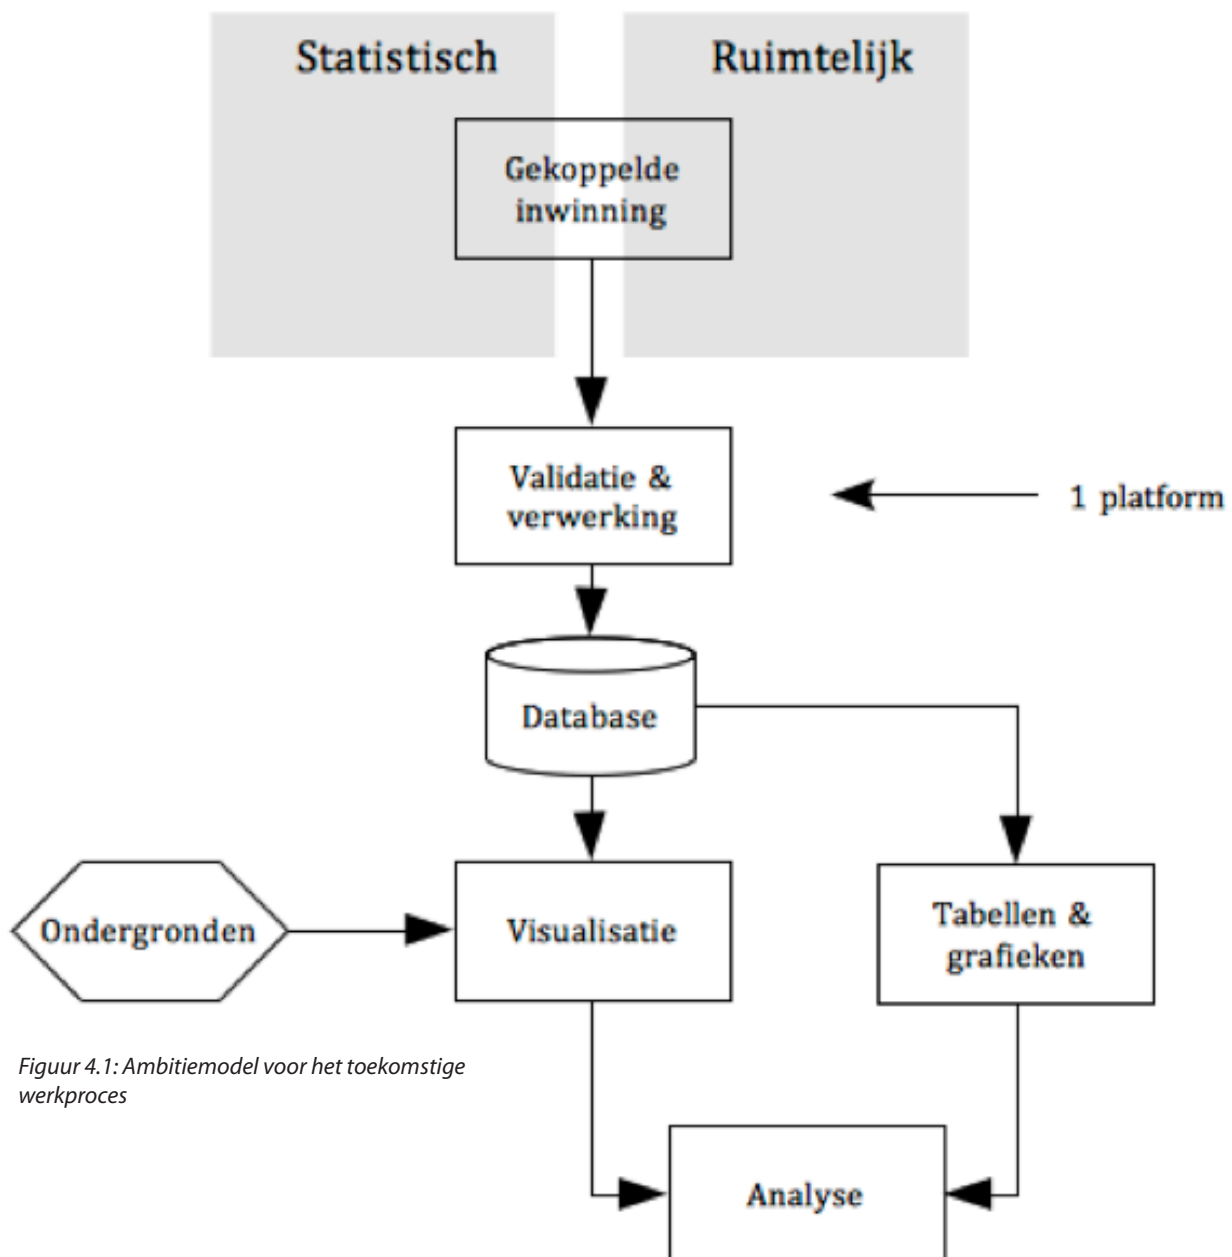 Statistisch
Ruimtelijk
Gekoppelde
inwinning
Validatie &
verwerking
1 platform
Database
Ondergronden
Visualisatie
Tabellen &
grafieken
Figuur 4.1: Ambitiemodel voor het toekomstige
werkproces
Analyse